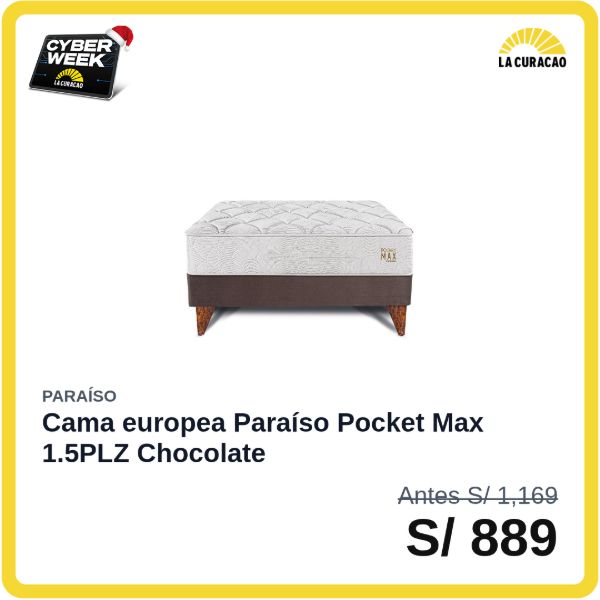 CYBER
WEEK
LA CURACAO
LA CURACAO
POCKET
MAX
PARAÍSO
Cama europea Paraíso Pocket Max
1.5PLZ Chocolate
Antes S/ 1,169
S/ 889